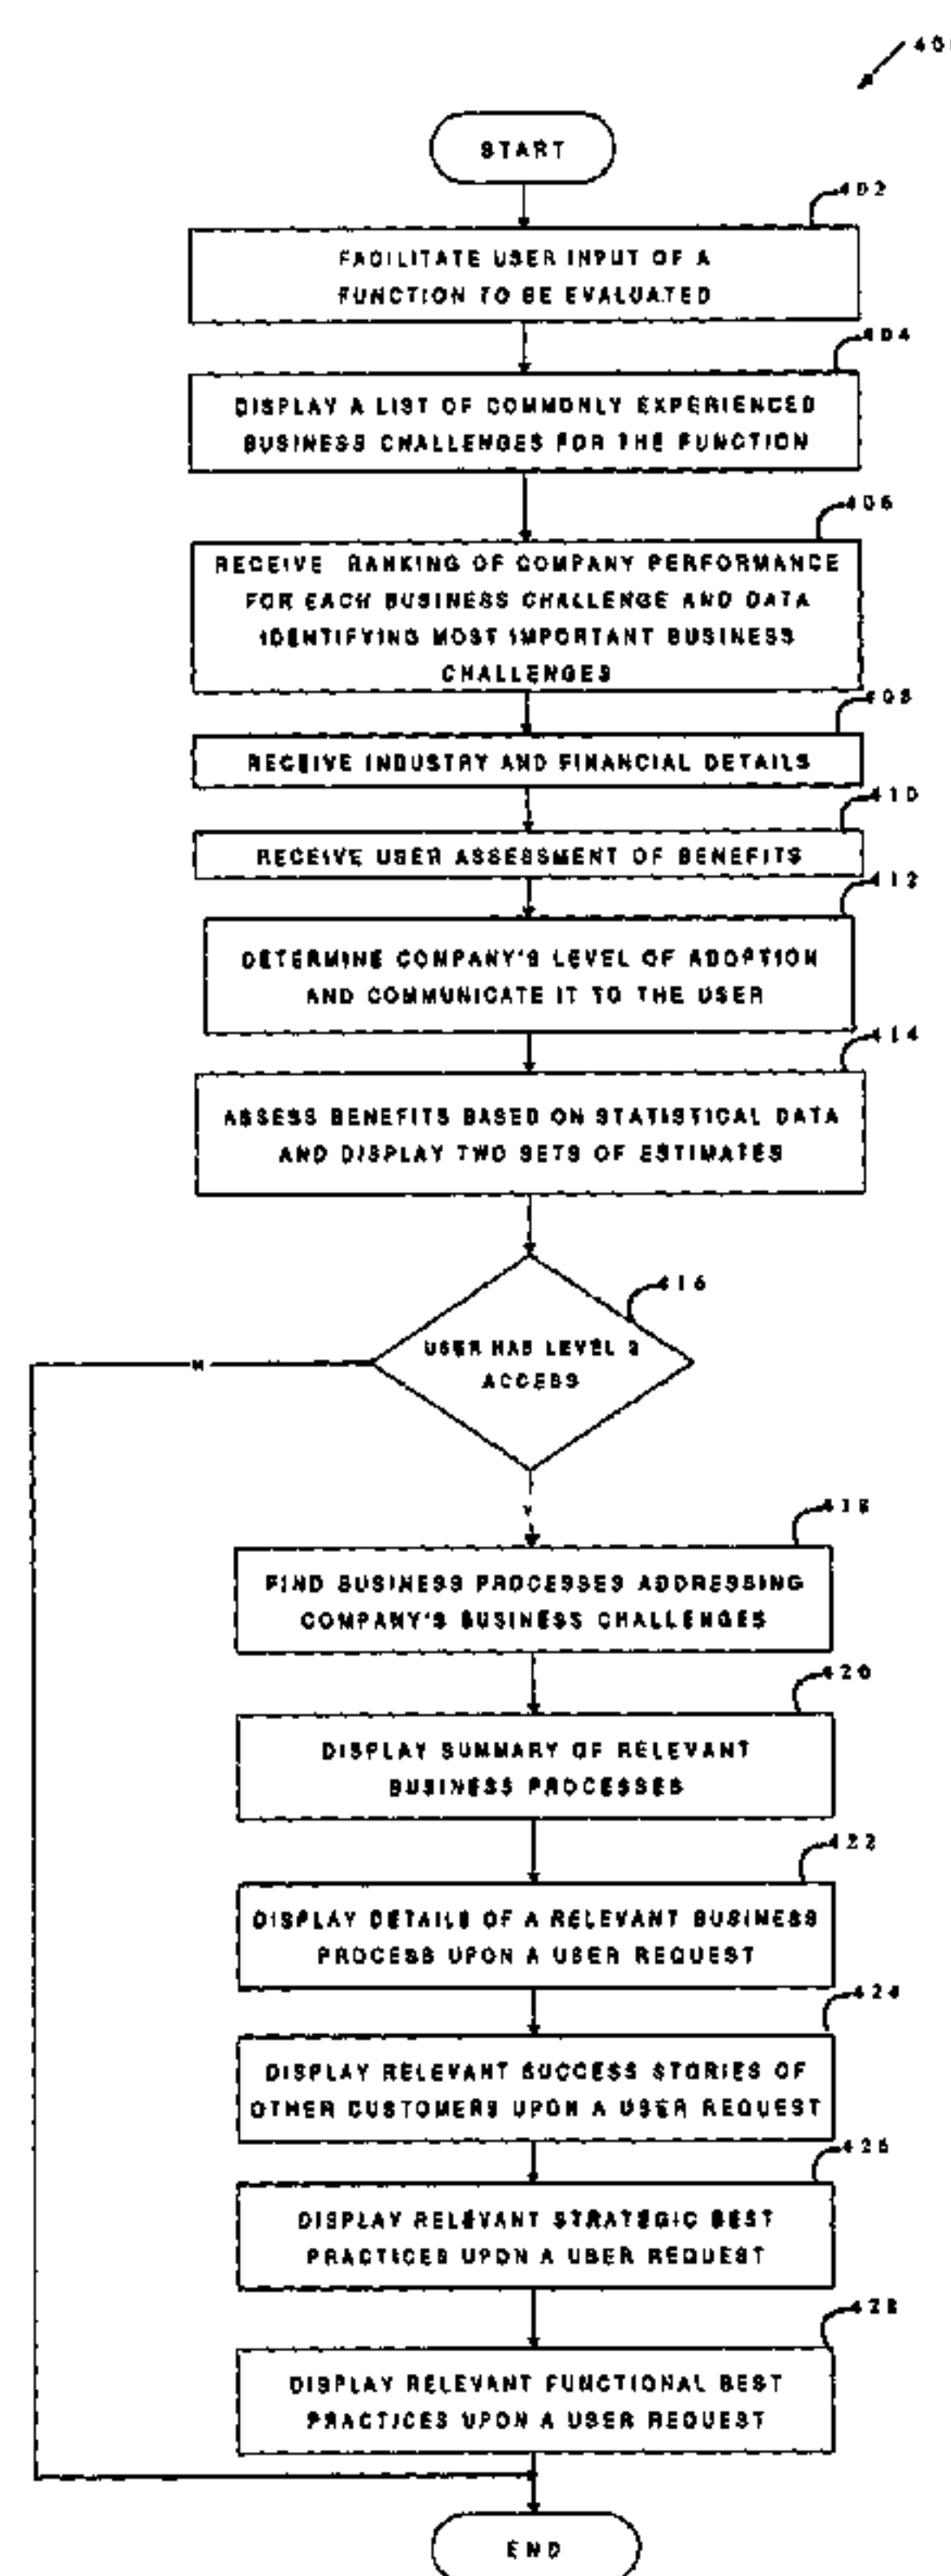 START
402
FACILITATE USER INPUT OF A
FUNCTION TO BE EVALUATED
404
DISPLAY A LIST OF COMMONLY EXPERIENCED
BUSINESS CHALLENGES FOR THE FUNCTION
406
RECEIVE RANKING OF COMPANY PERFORMANCE
FOR EACH BUSINESS CHALLENGE AND DATA
IDENTIFYING MOST IMPORTANT BUSINESS
CHALLENGES
408
RECEIVE INDUSTRY AND FINANCIAL DETAILS
410
RECEIVE USER ASSESSMENT OF BENEFITS
412
DETERMINE COMPANY'S LEVEL OF ADOPTION
AND COMMUNICATE IT TO THE USER
414
ASSESS BENEFITS BASED ON STATISTICAL DATA
AND DISPLAY TWO SETS OF ESTIMATES
416
USER HAS LEVEL
ACCESS
N
Y
418
FIND BUSINESS PROCESSES ADDRESSING
COMPANY'S BUSINESS CHALLENGES
420
DISPLAY SUMMARY OF RELEVANT
BUSINESS PROCESSES
422
DISPLAY DETAILS OF A RELEVANT BUSINESS
PROCESS UPON A USER REQUEST
424
DISPLAY RELEVANT SUCCESS STORIES OF
OTHER CUSTOMERS UPON A USER REQUEST
426
DISPLAY RELEVANT STRATEGIC BEST
PRACTICES UPON A USER REQUEST
428
DISPLAY RELEVANT FUNCTIONAL BEST
PRACTICES UPON A USER REQUEST
END